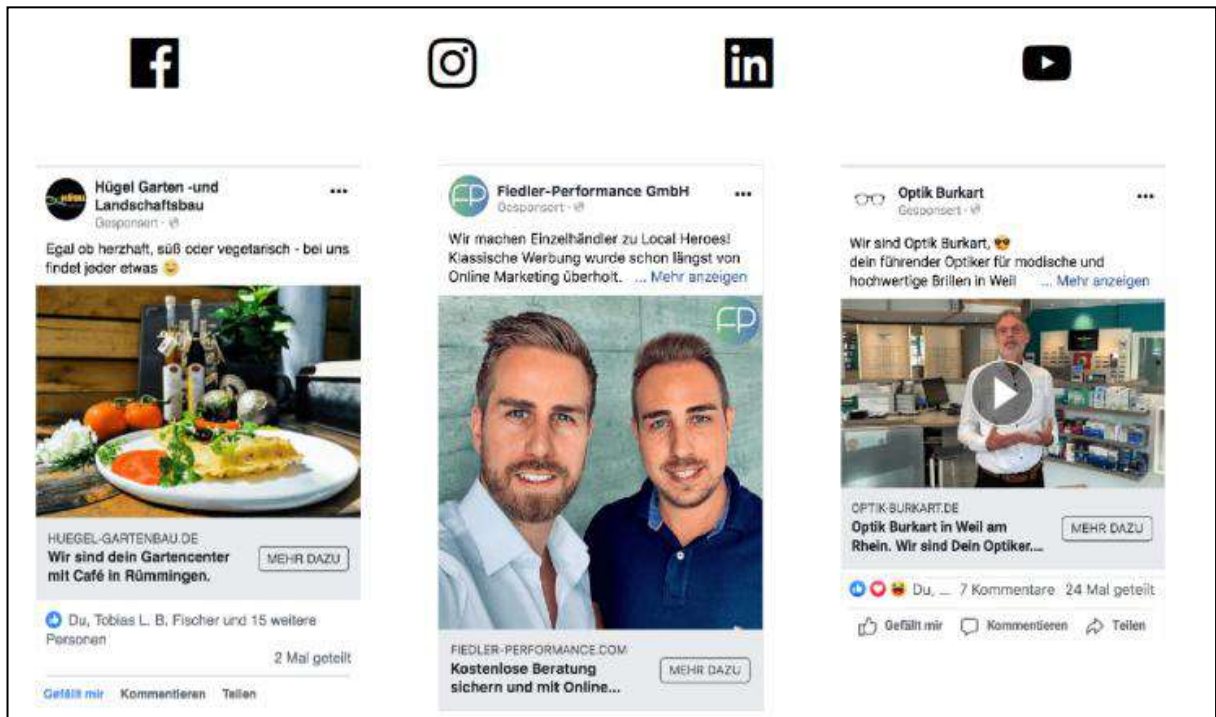 Hügel Garten -und
Landschaftsbau
Gesponsert
Egal ob herzhaft, süß oder vegetarisch - bei uns
findet jeder etwas
HUEGEL-GARTENBAU.DE
Wir sind dein Gartencenter
mit Café in Rümmingen.
MEHR DAZU
Du, Tobias L. B. Fischer und 15 weitere
Personen
2 Mal geteilt
Gefällt mir Kommentieren Teilen
Fiedler-Performance GmbH
Gesponsert
Wir machen Einzelhändler zu Local Heroes!
Klassische Werbung wurde schon längst von
Online Marketing überholt. ... Mehr anzeigen
FP
FIEDLER-PERFORMANCE.COM
Kostenlose Beratung
sichern und mit Online...
MEHR DAZU
Optik Burkart
Gesponsert
Wir sind Optik Burkart,
dein führender Optiker für modische und
hochwertige Brillen in Weil ... Mehr anzeigen
OPTIK-BURKART.DE
Optik Burkart in Weil am
Rhein. Wir sind Dein Optiker....
MEHR DAZU
Du, ... 7 Kommentare 24 Mal geteilt
Gefällt mir Kommentieren Teilen